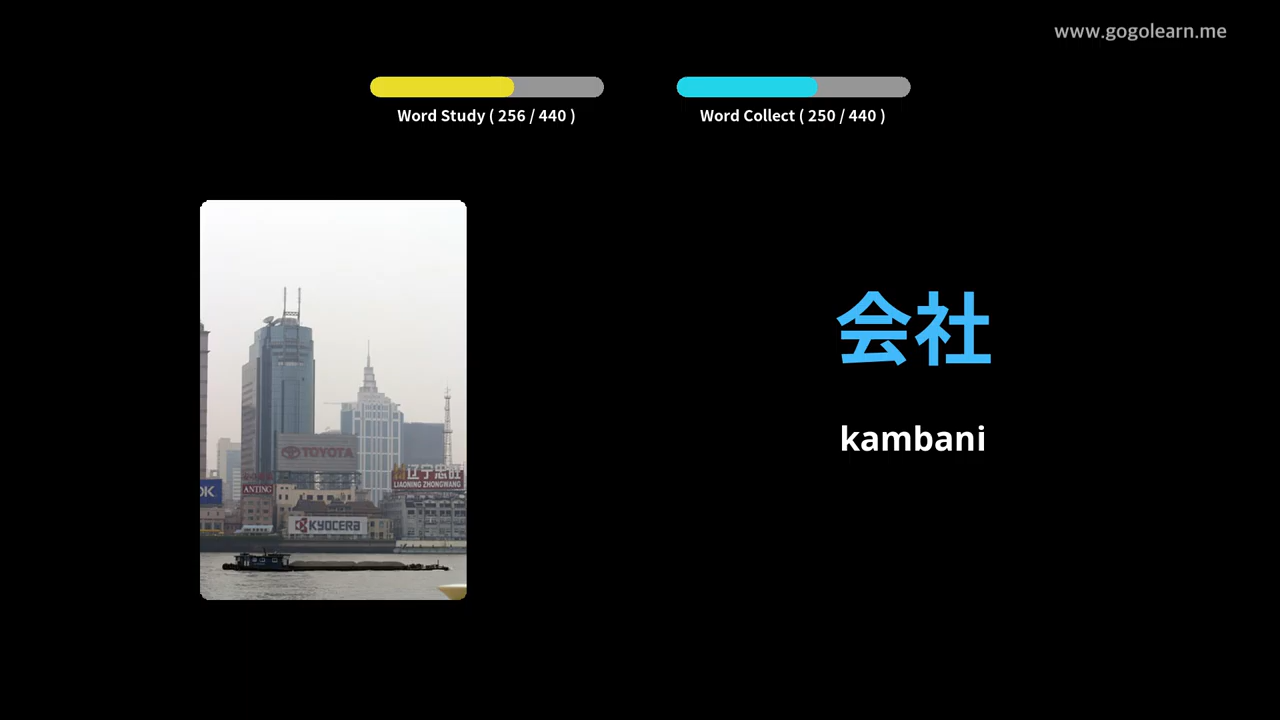 www.gogolearn.me
Word Study ( 256 / 440 )
Word Collect ( 250 / 440 )
会社
kambani
TOYOTA
辽宁忠旺
LIAONING ZHONGWANG
ANTING
KYOCERA